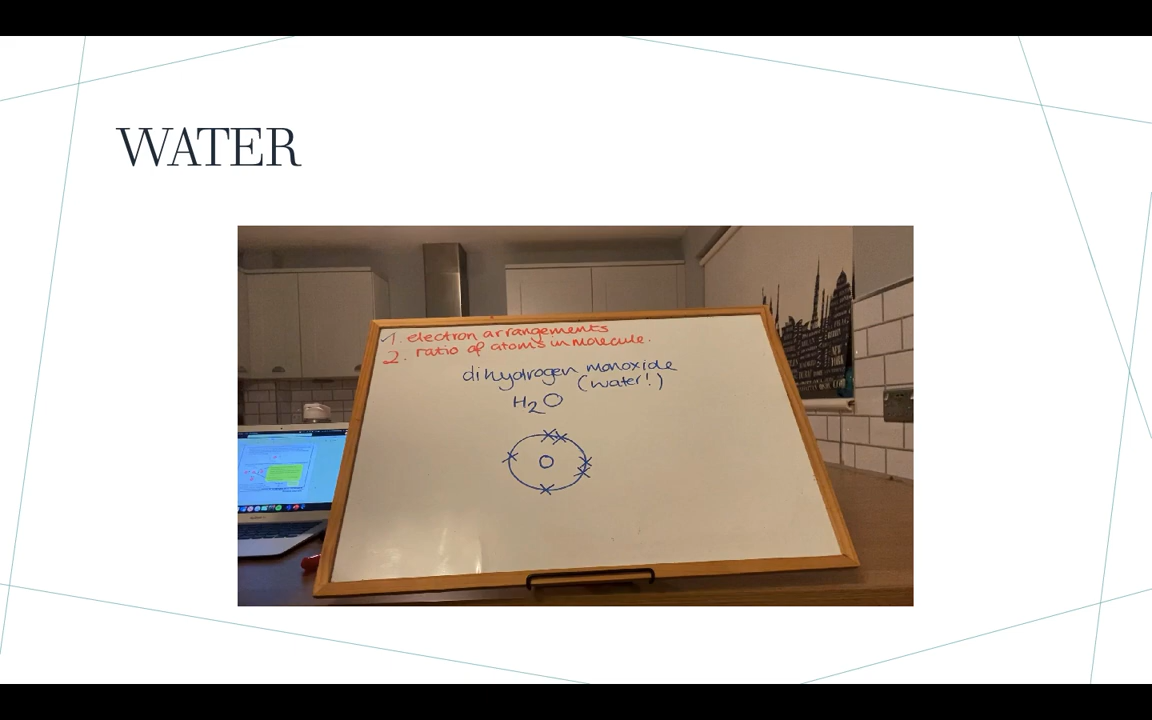 WATER
1. electron arrangements
2. ratio of atoms in molecule.
dihydrogen monoxide
(water!)
H₂O
O